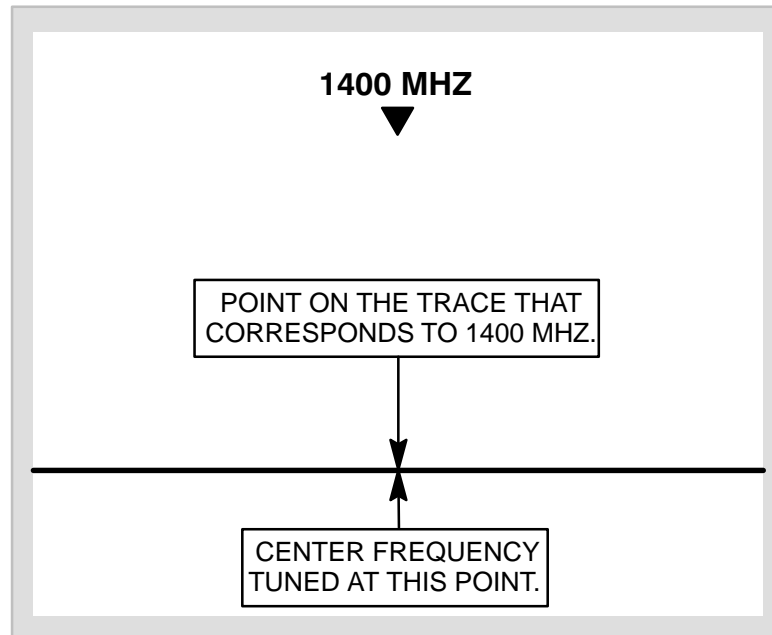 1400 MHZ
POINT ON THE TRACE THAT
CORRESPONDS TO 1400 MHZ.
CENTER FREQUENCY
TUNED AT THIS POINT.